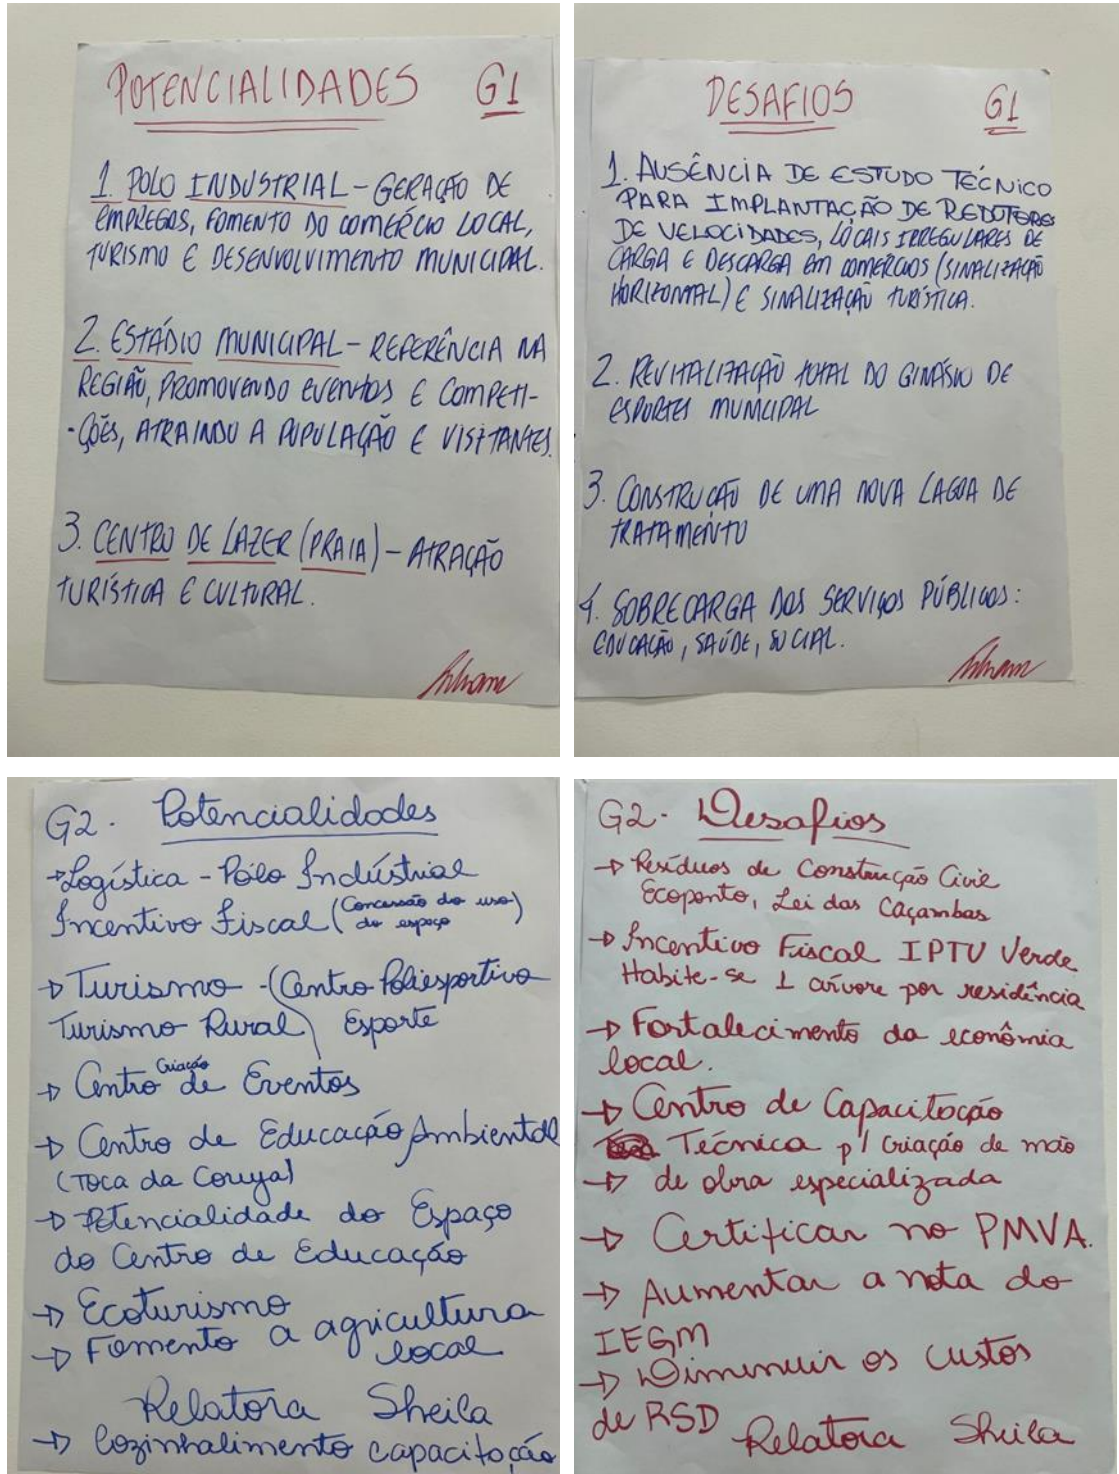 POTENCIALIDADES G1
1. POLO INDUSTRIAL – GERAÇÃO DE
EMPREGOS, FOMENTO DO COMÉRCIO LOCAL,
TURISMO E DESENVOLVIMENTO MUNICIPAL.
2. ESTÁDIO MUNICIPAL – REFERÊNCIA NA
REGIÃO, PROMOVENDO EVENTOS E COMPETI-
-ÇÕES, ATRAINDO A POPULAÇÃO E VISITANTES.
3. CENTRO DE LAZER (PRAIA) – ATRAÇÃO
TURÍSTICA E CULTURAL.
DESAFIOS G1
1. AUSÊNCIA DE ESTUDO TÉCNICO
PARA IMPLANTAÇÃO DE REDUTORES
DE VELOCIDADES, LOCAIS IRREGULARES DE
CARGA E DESCARGA EM COMÉRCIOS (SINALIZAÇÃO
HORIZONTAL) E SINALIZAÇÃO TURÍSTICA.
2. REVITALIZAÇÃO TOTAL DO GINÁSIO DE
ESPORTES MUNICIPAL
3. CONSTRUÇÃO DE UMA NOVA LAGOA DE
TRATAMENTO
4. SOBRECARGA DOS SERVIÇOS PÚBLICOS:
EDUCAÇÃO, SAÚDE, SOCIAL.
G2. Potencialidades
→ Logística - Pólo Indústrial
Incentivo Fiscal (Concessão do uso do espaço)
→ Turismo - (Centro Poliesportivo
Turismo Rural) Esporte
→ Centro Criação de Eventos
→ Centro de Educação Ambiental
(Toca da Coruja)
→ Potencialidade do Espaço
do Centro de Educação
→ Ecoturismo
→ Fomento a agricultura
local
Relatora Sheila
→ Cozinhalimento capacitação
G2. Desafios
→ Resíduos de Construção Civil
Ecoponto, Lei das Caçambas
→ Incentivo Fiscal IPTU Verde
Habite-se 1 árvore por residência
→ Fortalecimento da econômia
local.
→ Centro de Capacitação
Técnica p/ criação de mão
→ de obra especializada
→ Certificar no PMVA.
→ Aumentar a nota do
IEGM
→ Diminuir os custos
de RSD
Relatora Sheila